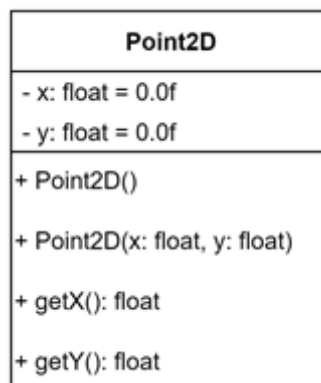 Point2D
- x: float = 0.0f
- y: float = 0.0f
+ Point2D()
+ Point2D(x: float, y: float)
+ getX(): float
+ getY(): float